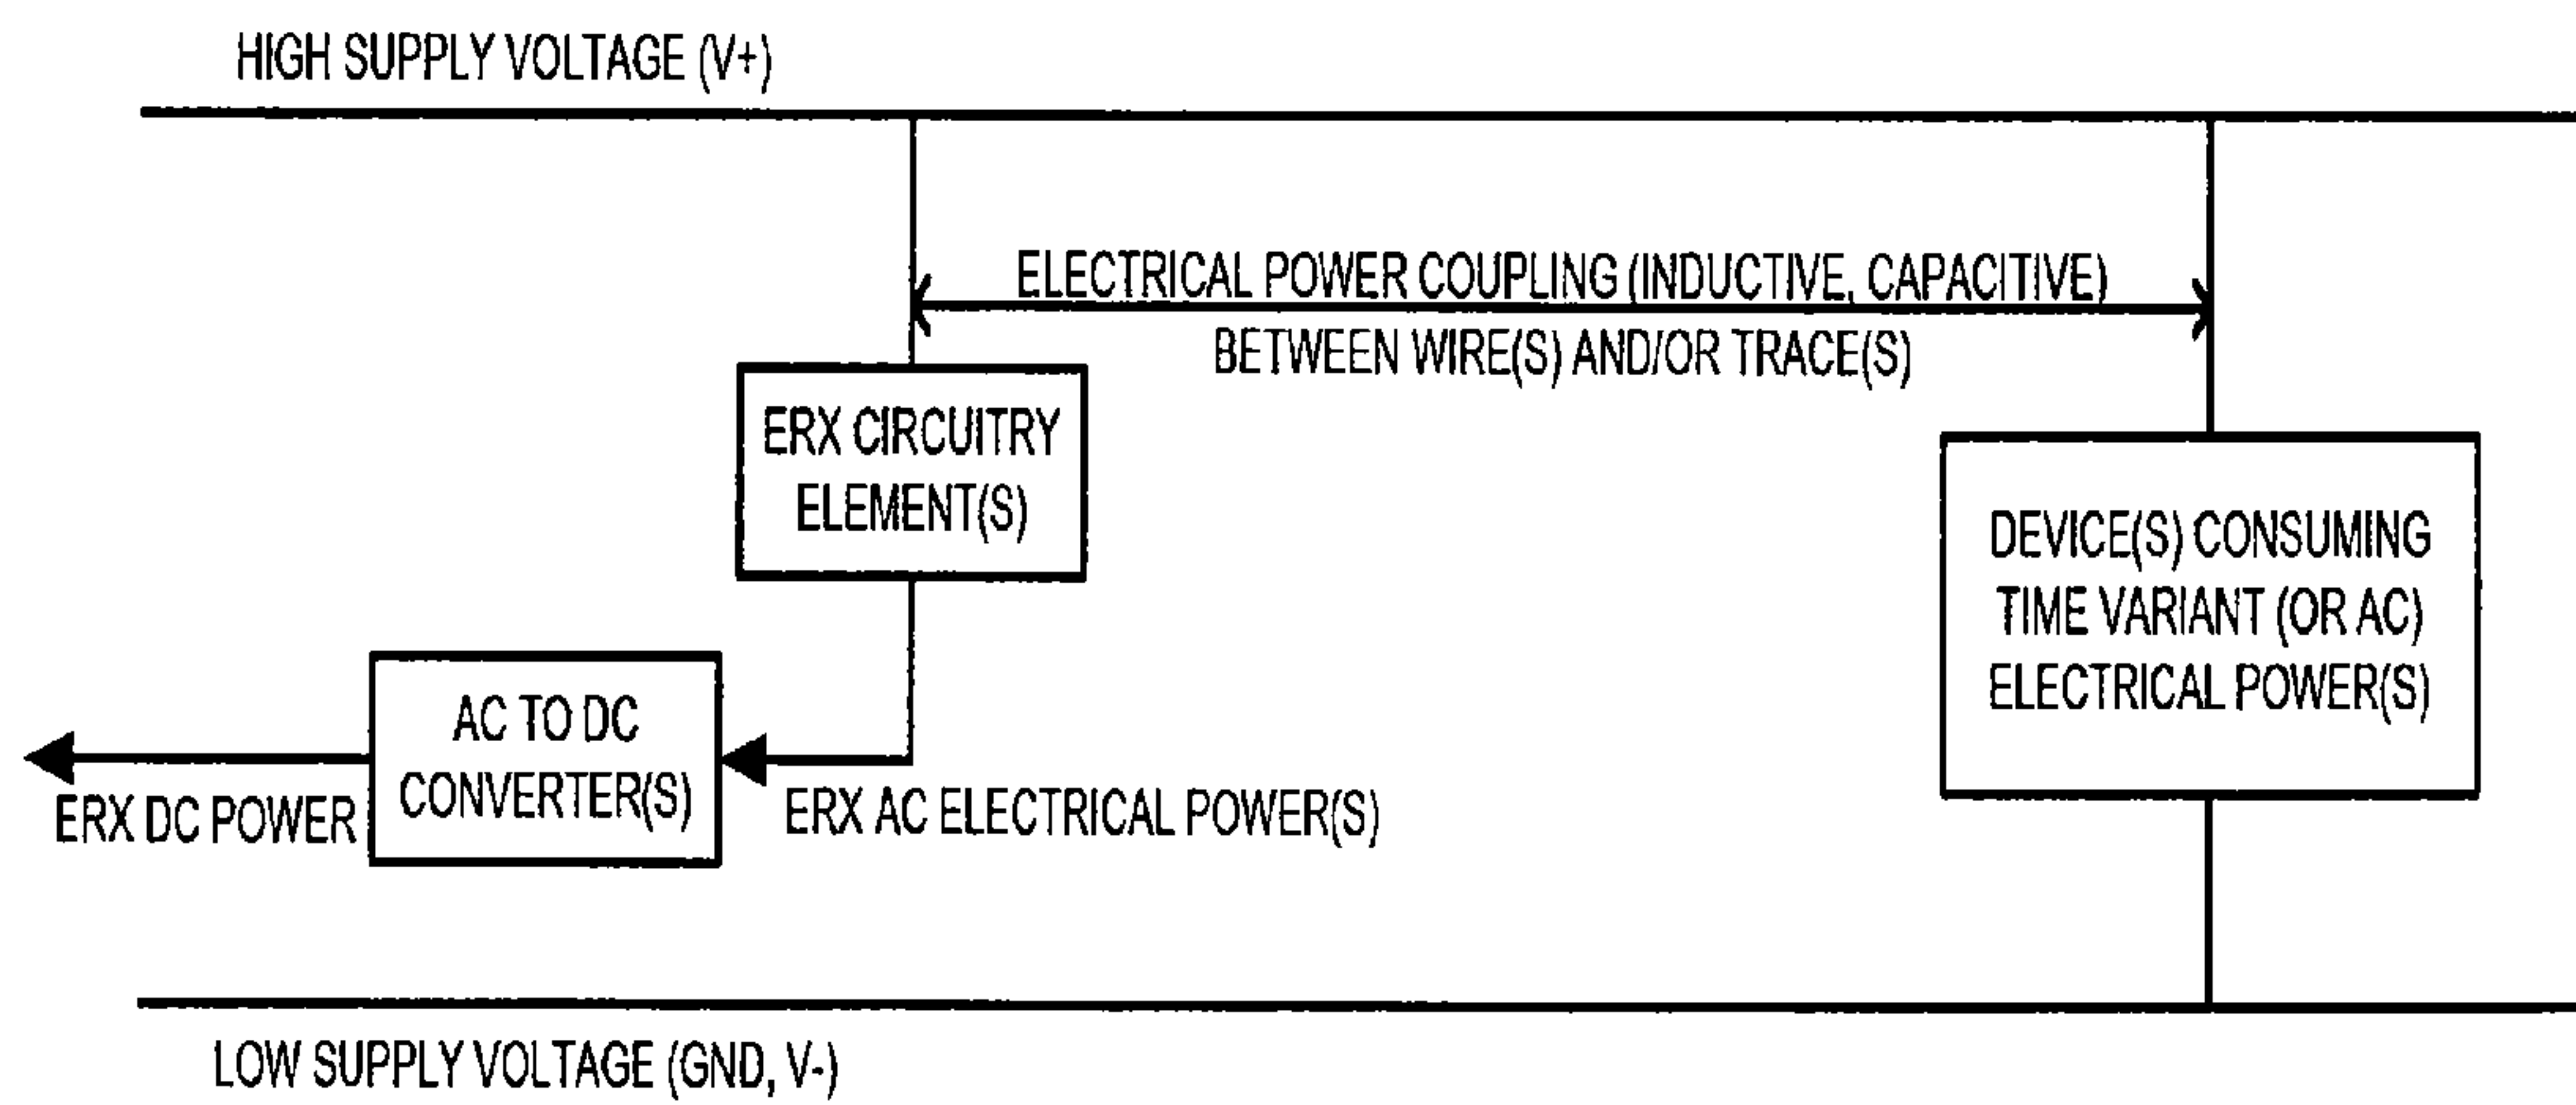 HIGH SUPPLY VOLTAGE (V+)
ELECTRICAL POWER COUPLING (INDUCTIVE, CAPACITIVE)
BETWEEN WIRE(S) AND/OR TRACE(S)
ERX CIRCUITRY
ELEMENT(S)
DEVICE(S) CONSUMING
TIME VARIANT (OR AC)
ELECTRICAL POWER(S)
AC TO DC
CONVERTER(S)
ERX DC POWER
ERX AC ELECTRICAL POWER(S)
LOW SUPPLY VOLTAGE (GND, V-)